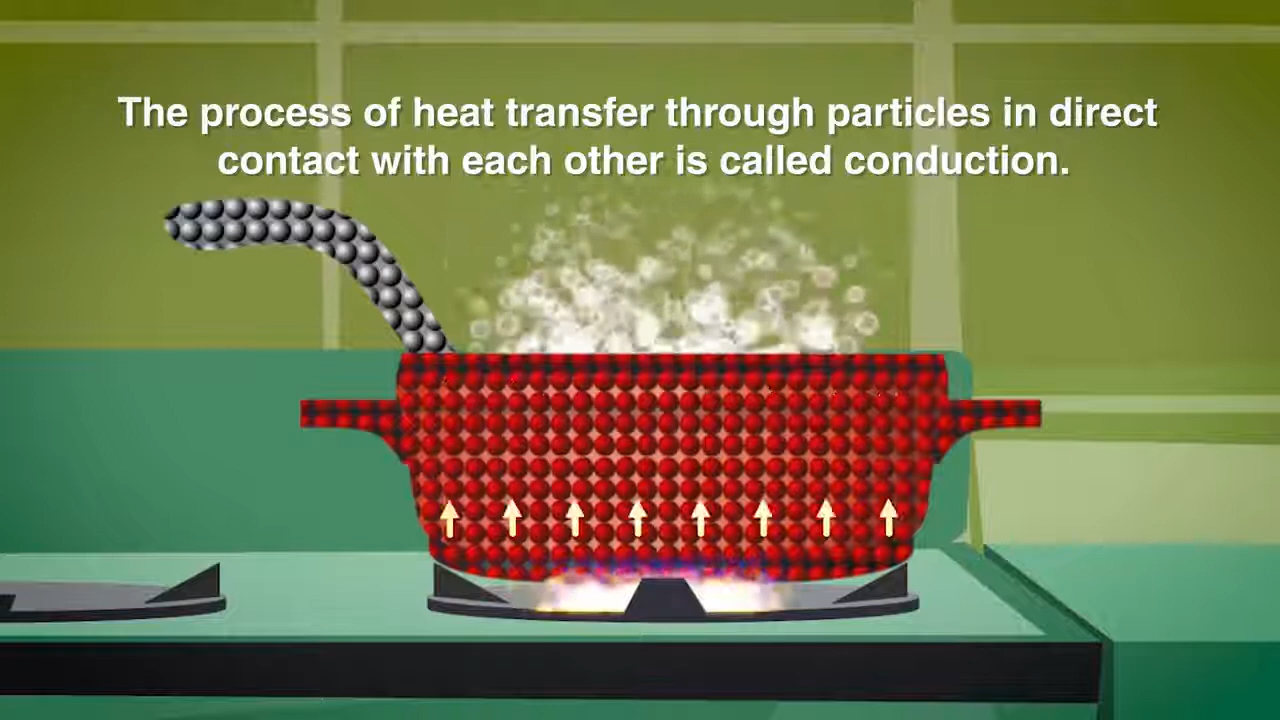 The process of heat transfer through particles in direct
contact with each other is called conduction.